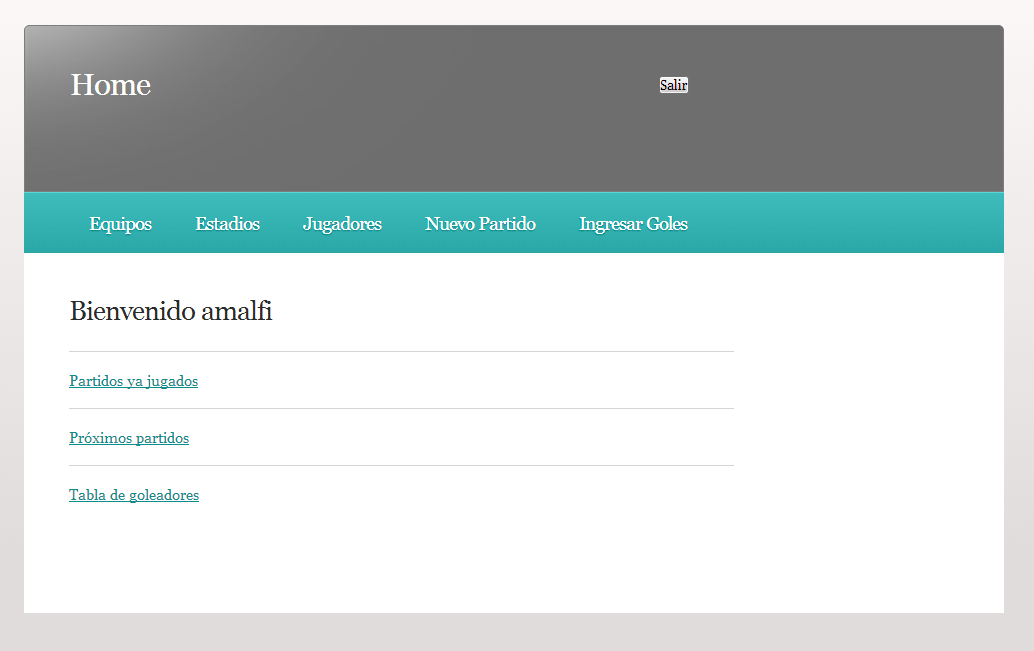 Home
Salir
Equipos Estadios Jugadores Nuevo Partido Ingresar Goles
Bienvenido amalfi
Partidos ya jugados
Próximos partidos
Tabla de goleadores